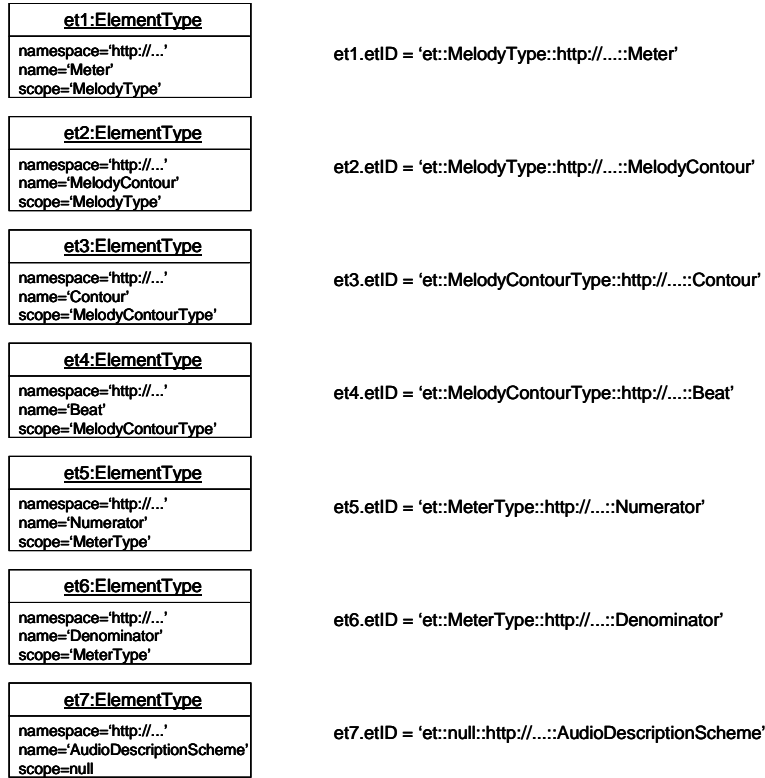 et1:ElementType
namespace=‘http://...’
name=‘Meter’
scope=‘MelodyType’
et1.etID = ‘et::MelodyType::http://...::Meter’
et2:ElementType
namespace=‘http://...’
name=‘MelodyContour’
scope=‘MelodyType’
et2.etID = ‘et::MelodyType::http://...::MelodyContour’
et3:ElementType
namespace=‘http://...’
name=‘Contour’
scope=‘MelodyContourType’
et3.etID = ‘et::MelodyContourType::http://...::Contour’
et4:ElementType
namespace=‘http://...’
name=‘Beat’
scope=‘MelodyContourType’
et4.etID = ‘et::MelodyContourType::http://...::Beat’
et5:ElementType
namespace=‘http://...’
name=‘Numerator’
scope=‘MeterType’
et5.etID = ‘et::MeterType::http://...::Numerator’
et6:ElementType
namespace=‘http://...’
name=‘Denominator’
scope=‘MeterType’
et6.etID = ‘et::MeterType::http://...::Denominator’
et7:ElementType
namespace=‘http://...’
name=‘AudioDescriptionScheme’
scope=null
et7.etID = ‘et::null::http://...::AudioDescriptionScheme’